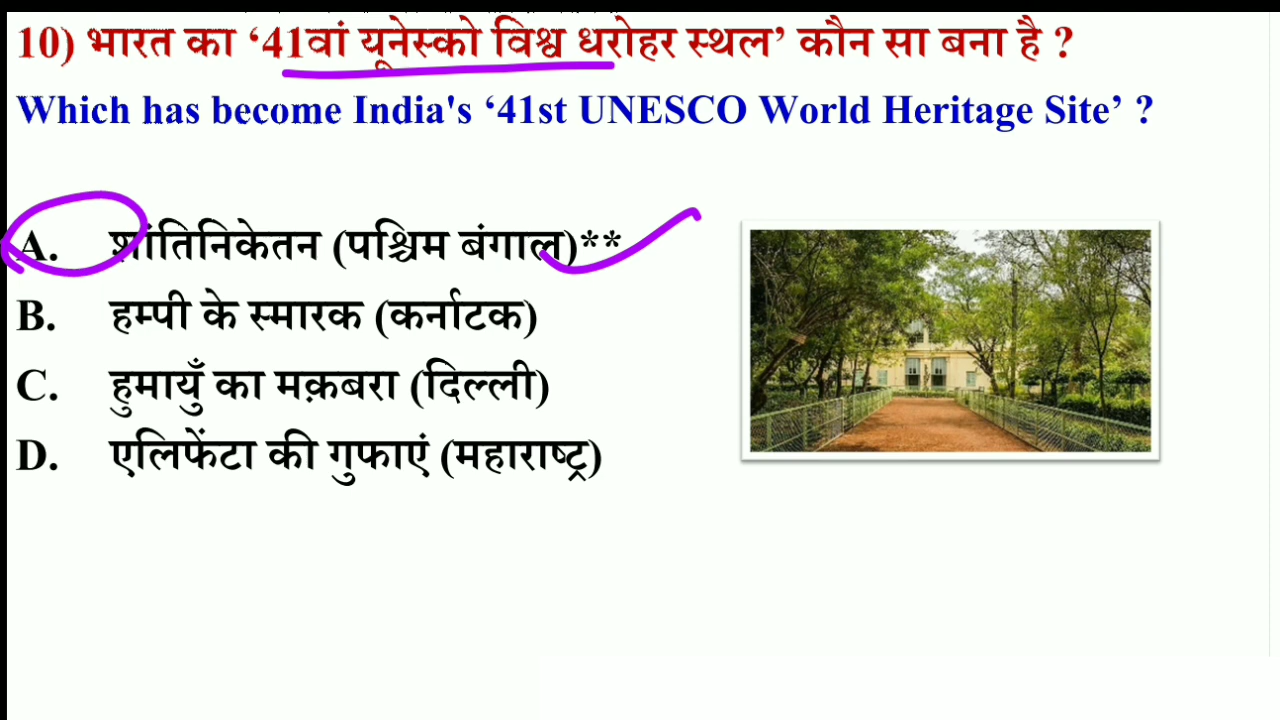 10) भारत का ‘41वां यूनेस्को विश्व धरोहर स्थल’ कौन सा बना है ?
Which has become India's ‘41st UNESCO World Heritage Site’ ?
A. शांतिनिकेतन (पश्चिम बंगाल)**
B. हम्पी के स्मारक (कर्नाटक)
C. हुमायुँ का मक़बरा (दिल्ली)
D. एलिफेंटा की गुफाएं (महाराष्ट्र)